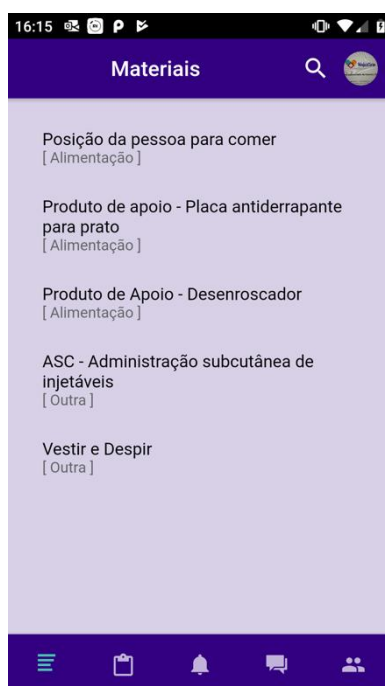 16:15
Materiais
Posição da pessoa para comer
[ Alimentação ]
Produto de apoio - Placa antiderrapante
para prato
[ Alimentação ]
Produto de Apoio - Desenroscador
[ Alimentação ]
ASC - Administração subcutânea de
injetáveis
[ Outra ]
Vestir e Despir
[ Outra ]